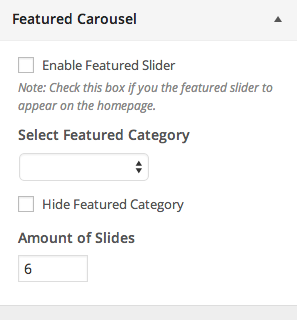 Featured Carousel
Enable Featured Slider
Note: Check this box if you the featured slider to
appear on the homepage.
Select Featured Category
Hide Featured Category
Amount of Slides
6